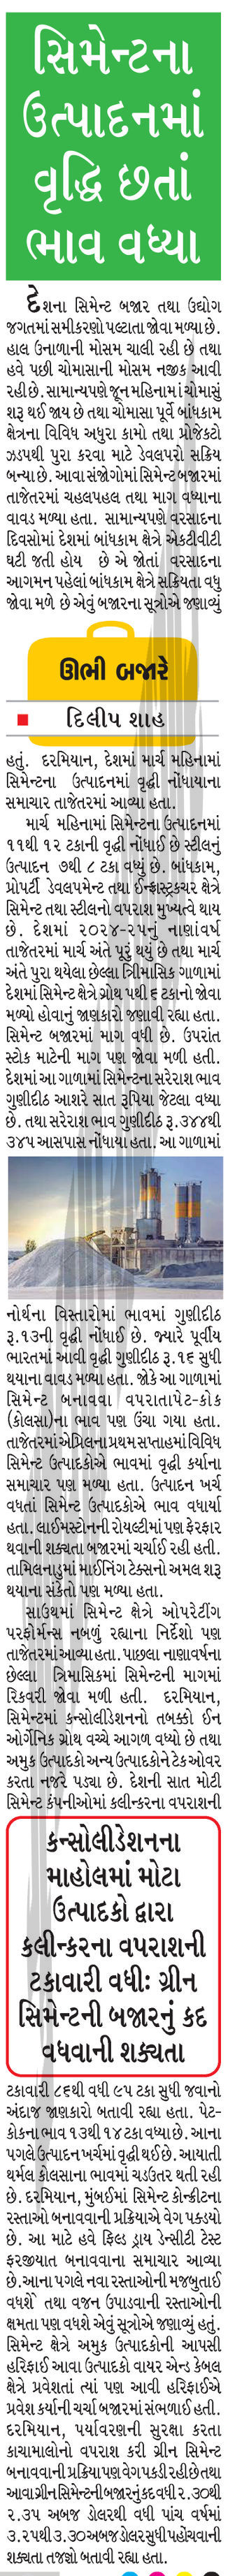 સિમેન્ટના
ઉત્પાદનમાં
વૃદ્ધિ છતાં
ભાવ વધ્યા
દેશના સિમેન્ટ બજાર તથા ઉદ્યોગ
જગતમાં સમીકરણો પલ્ટાતા જોવા મળ્યા છે.
હાલ ઉનાળાની મોસમ ચાલી રહી છે તથા
હવે પછી ચોમાસાની મોસમ નજીક આવી
રહી છે. સામાન્યપણે જૂન મહિનામાં ચોમાસું
શરૂ થઈ જાય છે તથા ચોમાસા પૂર્વે બાંધકામ
ક્ષેત્રના વિવિધ અધુરા કામો તથા પ્રોજેક્ટો
ઝડપથી પુરા કરવા માટે ડેવલપરો સક્રિય
બન્યા છે. આવા સંજોગોમાં સિમેન્ટ બજારમાં
તાજેતરમાં ચહલપહલ તથા માગ વધ્યાના
વાવડ મળ્યા હતા. સામાન્યપણે વરસાદના
દિવસોમાં દેશમાં બાંધકામ ક્ષેત્રે એક્ટીવીટી
ઘટી જતી હોય છે એ જોતાં વરસાદના
આગમન પહેલાં બાંધકામ ક્ષેત્રે સક્રિયતા વધુ
જોવા મળે છે એવું બજારના સૂત્રોએ જણાવ્યું
ઊભી બજારે
દિલીપ શાહ
હતું. દરમિયાન, દેશમાં માર્ચ મહિનામાં
સિમેન્ટના ઉત્પાદનમાં વૃદ્ધી નોંધાયાના
સમાચાર તાજેતરમાં આવ્યા હતા.
માર્ચ મહિનામાં સિમેન્ટના ઉત્પાદનમાં
૧૧થી ૧૨ ટકાની વૃદ્ધી નોંધાઈ છે સ્ટીલનું
ઉત્પાદન ૭થી ૮ ટકા વધ્યું છે. બાંધકામ,
પ્રોપર્ટી ડેવલપમેન્ટ તથા ઈન્ફ્રાસ્ટ્રકચર ક્ષેત્રે
સિમેન્ટ તથા સ્ટીલનો વપરાશ મુખ્યત્વે થાય
છે. દેશમાં ૨૦૨૪-૨૫નું નાણાંવર્ષ
તાજેતરમાં માર્ચ અંતે પૂરું થયું છે તથા માર્ચ
અંતે પુરા થયેલા છેલ્લા ત્રિમાસિક ગાળામાં
દેશમાં સિમેન્ટ ક્ષેત્રે ગ્રોથ ૫થી ૬ ટકાનો જોવા
મળ્યો હોવાનું જાણકારો જણાવી રહ્યા હતા.
સિમેન્ટ બજારમાં માગ વધી છે. ઉપરાંત
સ્ટોક માટેની માગ પણ જોવા મળી હતી.
દેશમાં આ ગાળામાં સિમેન્ટના સરેરાશ ભાવ
ગુણીદીઠ આશરે સાત રૂપિયા જેટલા વધ્યા
છે. તથા સરેરાશ ભાવ ગુણીદીઠ રૂ.૩૪૪થી
૩૪૫ આસપાસ નોંધાયા હતા. આ ગાળામાં
નોર્થના વિસ્તારોમાં ભાવમાં ગુણીદીઠ
રૂ.૧૩ની વૃદ્ધી નોંધાઈ છે. જ્યારે પૂર્વીય
ભારતમાં આવી વૃદ્ધી ગુણીદીઠ રૂ.૧૬ સુધી
થયાના વાવડ મળ્યા હતા. જોકે આ ગાળામાં
સિમેન્ટ બનાવવા વપરાતા પેટ-કોક
(કોલસા)ના ભાવ પણ ઉંચા ગયા હતા.
તાજેતરમાં એપ્રિલના પ્રથમ સપ્તાહમાં વિવિધ
સિમેન્ટ ઉત્પાદકોએ ભાવમાં વૃદ્ધી કર્યાના
સમાચાર પણ મળ્યા હતા. ઉત્પાદન ખર્ચ
વધતાં સિમેન્ટ ઉત્પાદકોએ ભાવ વધાર્યા
હતા. લાઈમસ્ટોનની રોયલ્ટીમાં પણ ફેરફાર
થવાની શક્યતા બજારમાં ચર્ચાઈ રહી હતી.
તામિલનાડુમાં માઈનિંગ ટેક્સનો અમલ શરૂ
થયાના સંકેતો પણ મળ્યા હતા.
સાઉથમાં સિમેન્ટ ક્ષેત્રે ઓપરેટીંગ
પરફોર્મન્સ નબળું રહ્યાના નિર્દેશો પણ
તાજેતરમાં આવ્યા હતા. પાછલા નાણાવર્ષના
છેલ્લા ત્રિમાસિકમાં સિમેન્ટની માગમાં
રિકવરી જોવા મળી હતી. દરમિયાન,
સિમેન્ટમાં કન્સોલીડેશનનો તબક્કો ઈન
ઓર્ગેનિક ગ્રોથ વચ્ચે આગળ વધ્યો છે તથા
અમુક ઉત્પાદકો અન્ય ઉત્પાદકોને ટેકઓવર
કરતા નજરે પડ્યા છે. દેશની સાત મોટી
સિમેન્ટ કંપનીઓમાં કલીન્કરના વપરાશની
કન્સોલીડેશનના
માહોલમાં મોટા
ઉત્પાદકો દ્વારા
કલીન્કરના વપરાશની
ટકાવારી વધીઃ ગ્રીન
સિમેન્ટની બજારનું કદ
વધવાની શક્યતા
ટકાવારી ૮૬થી વધી ૯૫ ટકા સુધી જવાનો
અંદાજ જાણકારો બતાવી રહ્યા હતા. પેટ-
કોકના ભાવ ૧૩થી ૧૪ ટકા વધ્યા છે. આના
પગલે ઉત્પાદન ખર્ચમાં વૃદ્ધી થઈ છે. આયાતી
થર્મલ કોલસાના ભાવમાં ચડઉતર થતી રહી
છે. દરમિયાન, મુંબઈમાં સિમેન્ટ કોન્ક્રીટના
રસ્તાઓ બનાવવાની પ્રક્રિયાએ વેગ પકડયો
છે. આ માટે હવે ફિલ્ડ ડ્રાય ડેન્સીટી ટેસ્ટ
ફરજીયાત બનાવવાના સમાચાર આવ્યા
છે. આના પગલે નવા રસ્તાઓની મજબુતાઈ
વધશે તથા વજન ઉપાડવાની રસ્તાઓની
ક્ષમતા પણ વધશે એવું સૂત્રોએ જણાવ્યું હતું.
સિમેન્ટ ક્ષેત્રે અમુક ઉત્પાદકોની આપસી
હરિફાઈ આવા ઉત્પાદકો વાયર એન્ડ કેબલ
ક્ષેત્રે પ્રવેશતાં ત્યાં પણ આવી હરિફાઈએ
પ્રવેશ કર્યાની ચર્ચા બજારમાં સંભળાઈ હતી.
દરમિયાન, પર્યાવરણની સુરક્ષા કરતા
કાચામાલોનો વપરાશ કરી ગ્રીન સિમેન્ટ
બનાવવાની પ્રક્રિયા પણ વેગ પકડી રહી છે તથા
આવા ગ્રીન સિમેન્ટની બજારનું કદ વધી ૨.૩૦થી
૨.૩૫ અબજ ડોલરથી વધી પાંચ વર્ષમાં
૩.૨૫થી ૩.૩૦ અબજ ડોલર સુધી પહોંચવાની
શક્યતા તજજ્ઞો બતાવી રહ્યા હતા.